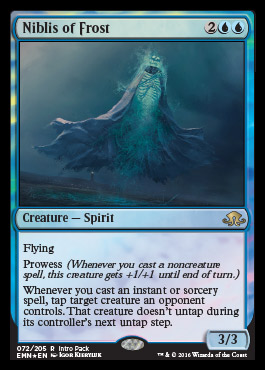 Niblis of Frost 2
Creature — Spirit
Flying
Prowess (Whenever you cast a noncreature
spell, this creature gets +1/+1 until end of turn.)
Whenever you cast an instant or sorcery
spell, tap target creature an opponent
controls. That creature doesn't untap during
its controller's next untap step.
3/3
072/205 R Intro Pack
EMN★EN Igor Kieryluk ™ & © 2016 Wizards of the Coast